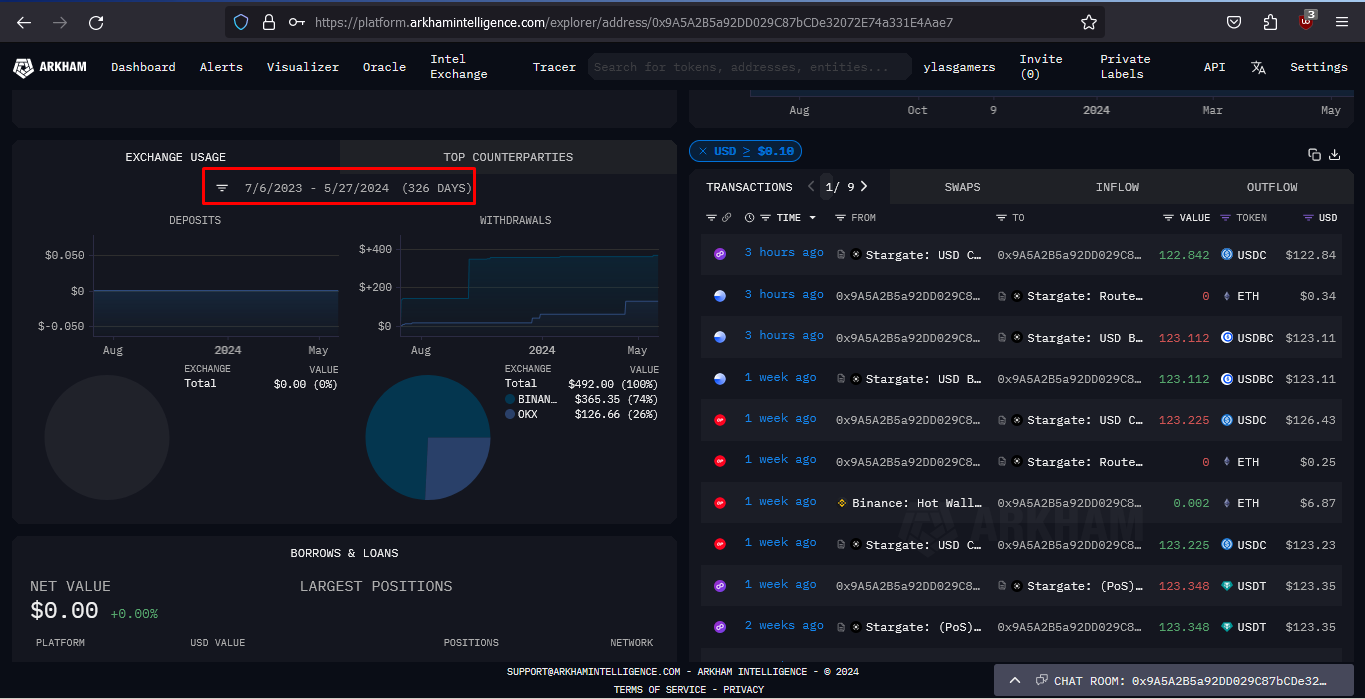 https://platform.arkhamintelligence.com/explorer/address/0x9A5A2B5a92DD029C87bCDe32072E74a331E4Aae7
3
ARKHAM
Dashboard
Alerts
Visualizer
Oracle
Intel Exchange
Tracer
Search for tokens, addresses, entities...
ylasgamers
Invite (0)
Private Labels
API
Settings
Aug Oct 9 2024 Mar May
EXCHANGE USAGE
TOP COUNTERPARTIES
7/6/2023 - 5/27/2024 (326 DAYS)
DEPOSITS
$0.050
$0
$-0.050
Aug 2024 May
EXCHANGE VALUE
Total $0.00 (0%)
WITHDRAWALS
$+400
$+200
$0
Aug 2024 May
EXCHANGE VALUE
Total $492.00 (100%)
BINAN… $365.35 (74%)
OKX $126.66 (26%)
BORROWS & LOANS
NET VALUE
$0.00 +0.00%
LARGEST POSITIONS
PLATFORM USD VALUE POSITIONS NETWORK
× USD ≥ $0.10
TRANSACTIONS 1/ 9
SWAPS
INFLOW
OUTFLOW
TIME FROM TO VALUE TOKEN USD
3 hours ago Stargate: USD C… 0x9A5A2B5a92DD029C8… 122.842 USDC $122.84
3 hours ago 0x9A5A2B5a92DD029C8… Stargate: Route… 0 ETH $0.34
3 hours ago 0x9A5A2B5a92DD029C8… Stargate: USD B… 123.112 USDBC $123.11
1 week ago Stargate: USD B… 0x9A5A2B5a92DD029C8… 123.112 USDBC $123.11
1 week ago 0x9A5A2B5a92DD029C8… Stargate: USD C… 123.225 USDC $126.43
1 week ago 0x9A5A2B5a92DD029C8… Stargate: Route… 0 ETH $0.25
1 week ago Binance: Hot Wall… 0x9A5A2B5a92DD029C8… 0.002 ETH $6.87
1 week ago Stargate: USD C… 0x9A5A2B5a92DD029C8… 123.225 USDC $123.23
1 week ago 0x9A5A2B5a92DD029C8… Stargate: (PoS)… 123.348 USDT $123.35
2 weeks ago Stargate: (PoS)… 0x9A5A2B5a92DD029C8… 123.348 USDT $123.35
ARKHAM
SUPPORT@ARKHAMINTELLIGENCE.COM - ARKHAM INTELLIGENCE - © 2024
TERMS OF SERVICE - PRIVACY
CHAT ROOM: 0x9A5A2B5a92DD029C87bCDe32…